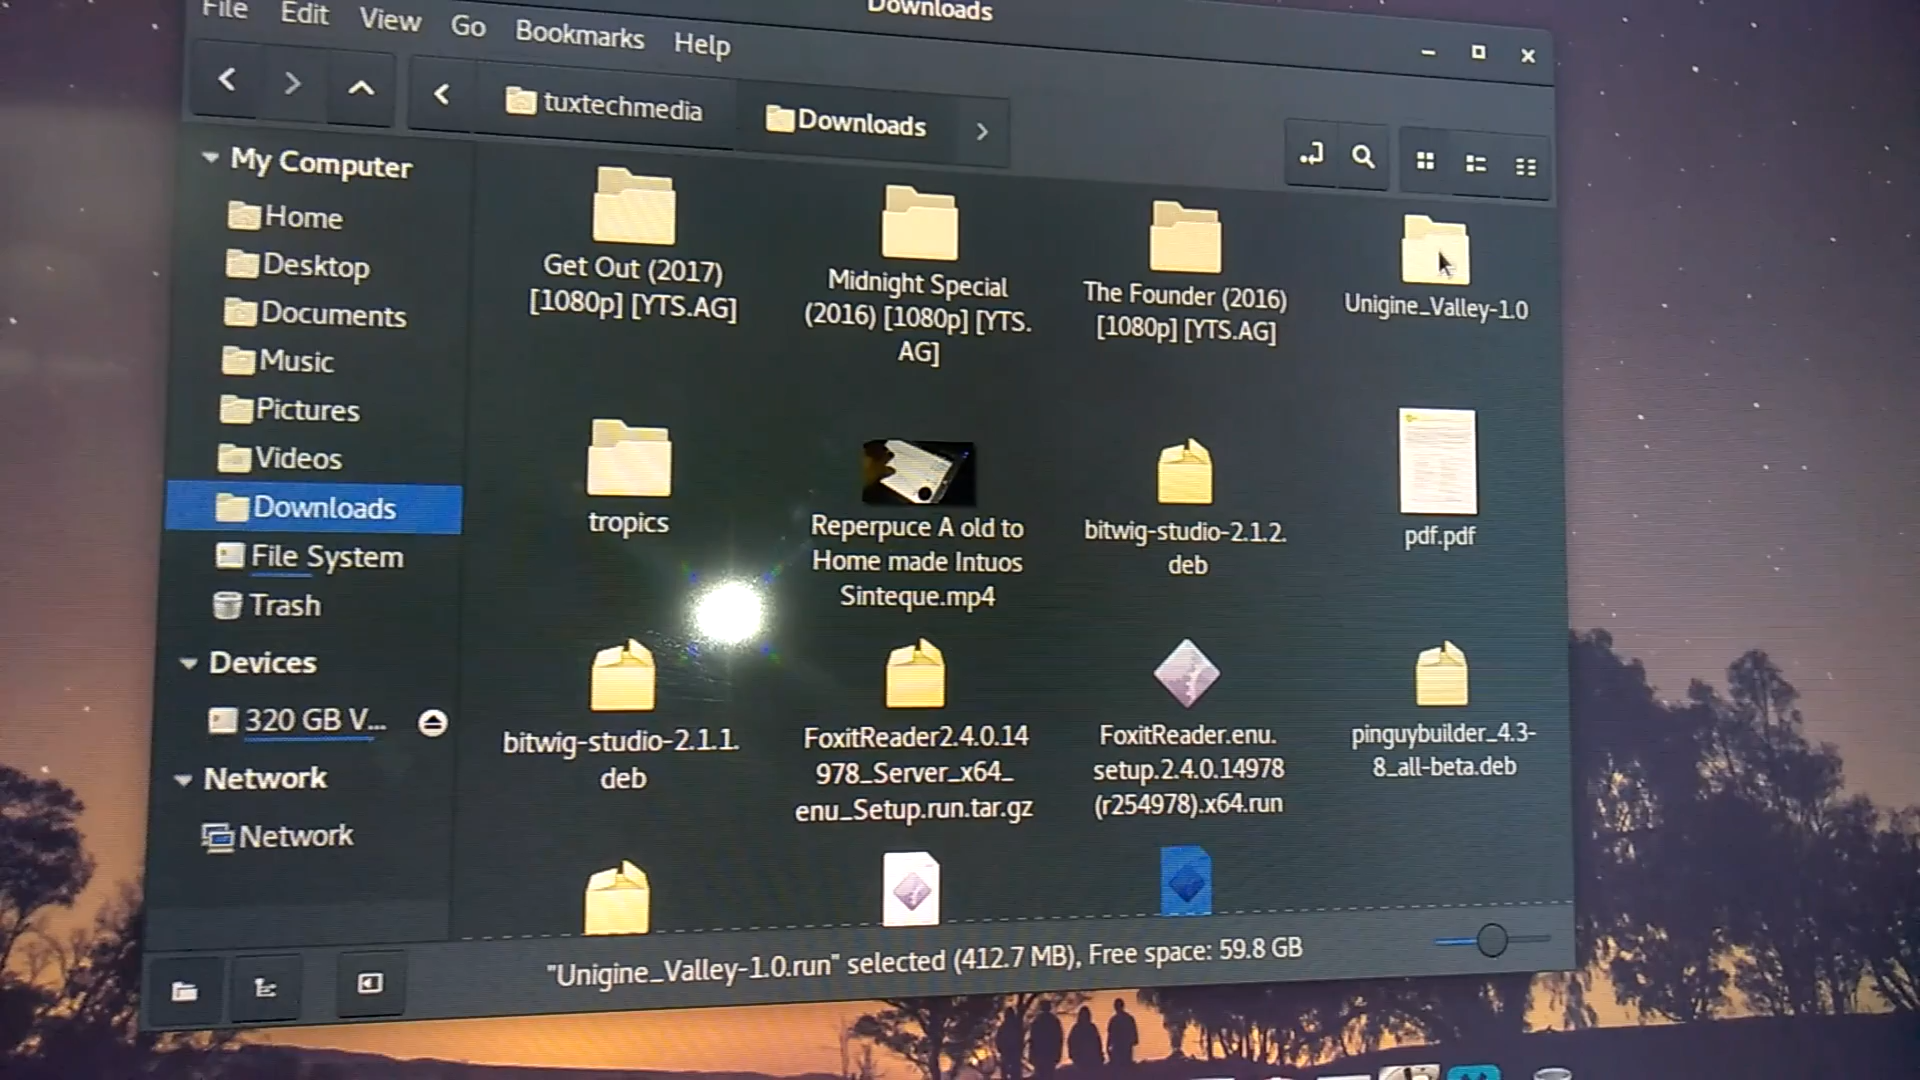 Downloads
File Edit View Go Bookmarks Help
tuxtechmedia
Downloads
My Computer
Home
Desktop
Documents
Music
Pictures
Videos
Downloads
File System
Trash
Devices
320 GB V...
Network
Network
Get Out (2017)
[1080p] [YTS.AG]
Midnight Special
(2016) [1080p] [YTS.
AG]
The Founder (2016)
[1080p] [YTS.AG]
Unigine_Valley-1.0
tropics
Reperpuce A old to
Home made Intuos
Sinteque.mp4
bitwig-studio-2.1.2.
deb
pdf.pdf
bitwig-studio-2.1.1.
deb
FoxitReader2.4.0.14
978_Server_x64_
enu_Setup.run.tar.gz
FoxitReader.enu.
setup.2.4.0.14978
(r254978).x64.run
pinguybuilder_4.3-
8_all-beta.deb
"Unigine_Valley-1.0.run" selected (412.7 MB), Free space: 59.8 GB